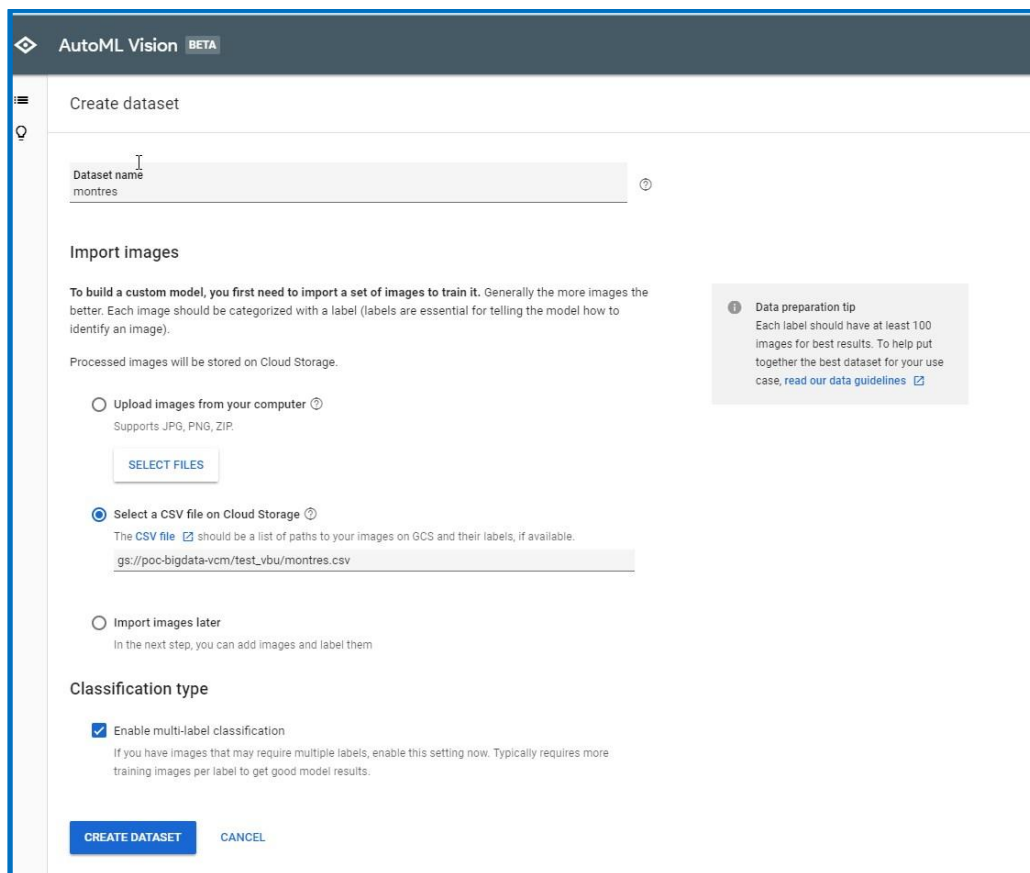 AutoML Vision BETA
Create dataset
Dataset name
montres
Import images
To build a custom model, you first need to import a set of images to train it. Generally the more images the
better. Each image should be categorized with a label (labels are essential for telling the model how to
identify an image).
Processed images will be stored on Cloud Storage.
Data preparation tip
Each label should have at least 100
images for best results. To help put
together the best dataset for your use
case, read our data guidelines
Upload images from your computer
Supports JPG, PNG, ZIP.
SELECT FILES
Select a CSV file on Cloud Storage
The CSV file should be a list of paths to your images on GCS and their labels, if available.
gs://poc-bigdata-vcm/test_vbu/montres.csv
Import images later
In the next step, you can add images and label them
Classification type
Enable multi-label classification
If you have images that may require multiple labels, enable this setting now. Typically requires more
training images per label to get good model results.
CREATE DATASET CANCEL